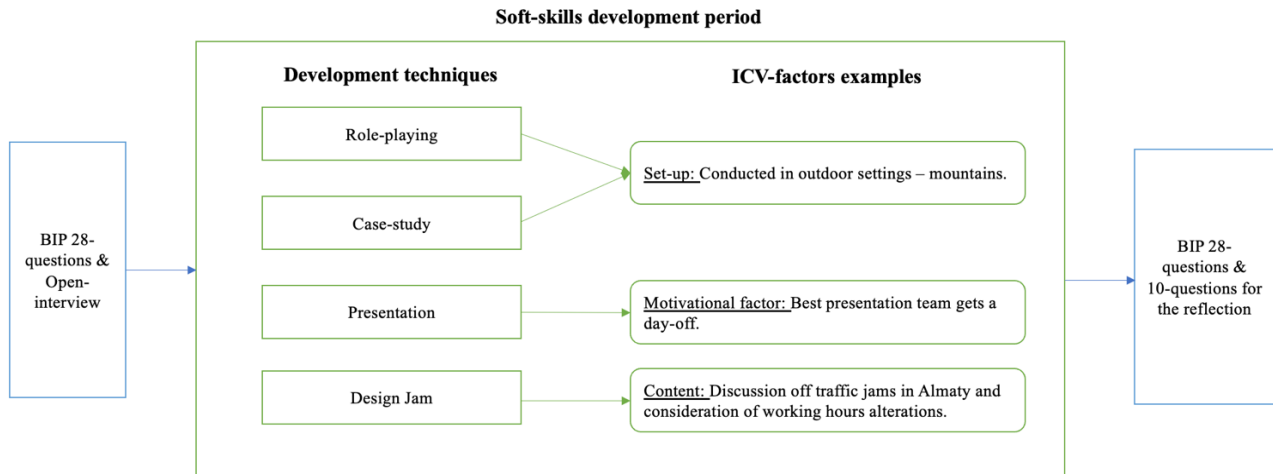 Soft-skills development period
Development techniques
ICV-factors examples
Role-playing
Case-study
Presentation
Design Jam
Set-up: Conducted in outdoor settings – mountains.
Motivational factor: Best presentation team gets a
day-off.
Content: Discussion off traffic jams in Almaty and
consideration of working hours alterations.
BIP 28-
questions &
Open-
interview
BIP 28-
questions &
10-questions for
the reflection